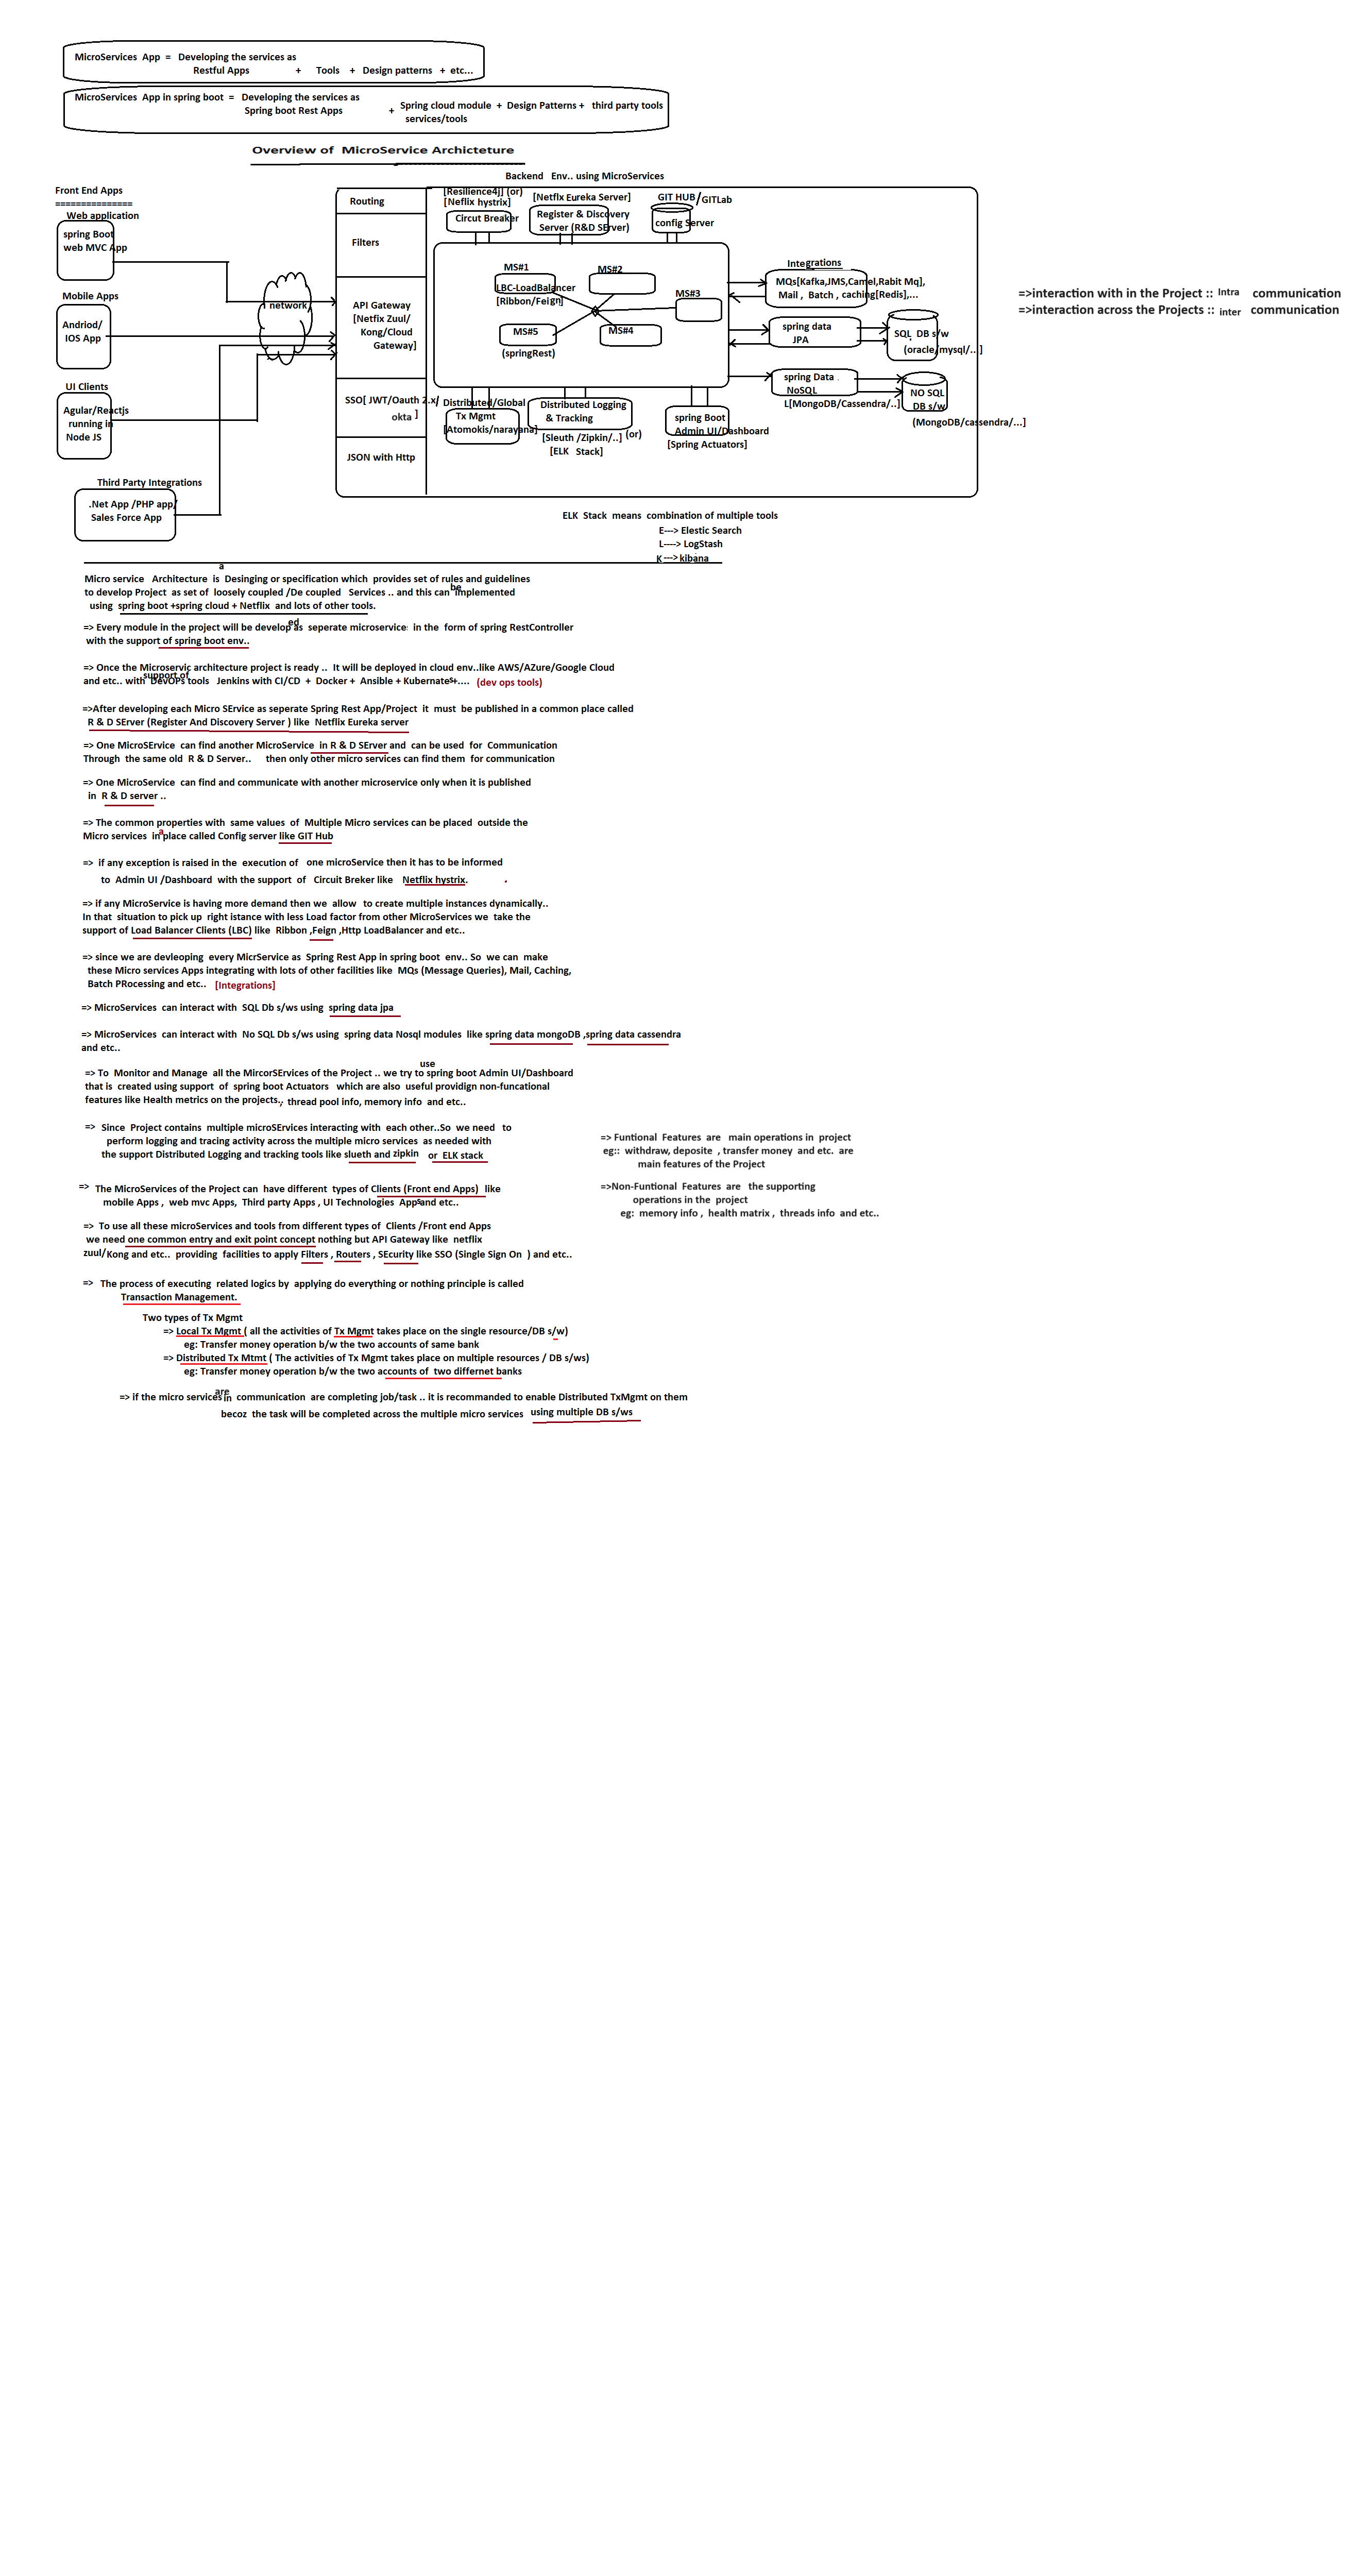 MicroServices App = Developing the services as
Restful Apps + Tools + Design patterns + etc...
MicroServices App in spring boot = Developing the services as
Spring boot Rest Apps + Spring cloud module + Design Patterns + third party tools
services/tools
Overview of MicroService Archicteture
Backend Env.. using MicroServices
Front End Apps
===============
Web application
spring Boot
web MVC App
Mobile Apps
Andriod/
IOS App
UI Clients
Agular/Reactjs
running in
Node JS
Third Party Integrations
.Net App /PHP app/
Sales Force App
network
Routing
Filters
API Gateway
[Netfix Zuul/
Kong/Cloud
Gateway]
SSO[ JWT/Oauth 2.x/
okta ]
JSON with Http
[Resilience4j] (or)
[Neflix hystrix]
Circut Breaker
[Netflx Eureka Server]
Register & Discovery
Server (R&D SErver)
GIT HUB/GITLab
config Server
MS#1
LBC-LoadBalancer
[Ribbon/Feign]
MS#2
MS#3
MS#5
(springRest)
MS#4
Distributed/Global
Tx Mgmt
[Atomokis/narayana]
Distributed Logging
& Tracking
[Sleuth /Zipkin/..] (or)
[ELK Stack]
spring Boot
Admin UI/Dashboard
[Spring Actuators]
Integrations
MQs[Kafka,JMS,Camel,Rabit Mq],
Mail , Batch , caching[Redis],...
spring data
JPA
SQL DB s/w
(oracle/mysql/...]
spring Data .
NoSQL
L[MongoDB/Cassendra/..]
NO SQL
DB s/w
(MongoDB/cassendra/...]
=>interaction with in the Project :: Intra communication
=>interaction across the Projects :: inter communication
ELK Stack means combination of multiple tools
E---> Elestic Search
L----> LogStash
K ---> kibana
a
Micro service Architecture is Desinging or specification which provides set of rules and guidelines
be
to develop Project as set of loosely coupled /De coupled Services .. and this can implemented
using spring boot +spring cloud + Netflix and lots of other tools.
ed
=> Every module in the project will be develop as seperate microservice in the form of spring RestController
with the support of spring boot env..
=> Once the Microservic architecture project is ready .. It will be deployed in cloud env..like AWS/AZure/Google Cloud
support of
and etc.. with DevOPs tools Jenkins with CI/CD + Docker + Ansible + Kubernates+.... (dev ops tools)
=>After developing each Micro SErvice as seperate Spring Rest App/Project it must be published in a common place called
R & D SErver (Register And Discovery Server ) like Netflix Eureka server
=> One MicroSErvice can find another MicroService in R & D SErver and can be used for Communication
Through the same old R & D Server.. then only other micro services can find them for communication
=> One MicroService can find and communicate with another microservice only when it is published
in R & D server ..
=> The common properties with same values of Multiple Micro services can be placed outside the
a
Micro services in place called Config server like GIT Hub
=> if any exception is raised in the execution of one microService then it has to be informed
to Admin UI /Dashboard with the support of Circuit Breker like Netflix hystrix. .
=> if any MicroService is having more demand then we allow to create multiple instances dynamically..
In that situation to pick up right istance with less Load factor from other MicroServices we take the
support of Load Balancer Clients (LBC) like Ribbon ,Feign ,Http LoadBalancer and etc..
=> since we are devleoping every MicrService as Spring Rest App in spring boot env.. So we can make
these Micro services Apps integrating with lots of other facilities like MQs (Message Queries), Mail, Caching,
Batch PRocessing and etc.. [Integrations]
=> MicroServices can interact with SQL Db s/ws using spring data jpa
=> MicroServices can interact with No SQL Db s/ws using spring data Nosql modules like spring data mongoDB ,spring data cassendra
and etc..
use
=> To Monitor and Manage all the MircorSErvices of the Project .. we try to spring boot Admin UI/Dashboard
that is created using support of spring boot Actuators which are also useful providign non-funcational
features like Health metrics on the projects., thread pool info, memory info and etc..
=> Since Project contains multiple microSErvices interacting with each other..So we need to
perform logging and tracing activity across the multiple micro services as needed with
the support Distributed Logging and tracking tools like slueth and zipkin or ELK stack
=> Funtional Features are main operations in project
eg:: withdraw, deposite , transfer money and etc. are
main features of the Project
=>Non-Funtional Features are the supporting
operations in the project
eg: memory info , health matrix , threads info and etc..
=> The MicroServices of the Project can have different types of Clients (Front end Apps) like
mobile Apps , web mvc Apps, Third party Apps , UI Technologies Apps and etc..
=> To use all these microServices and tools from different types of Clients /Front end Apps
we need one common entry and exit point concept nothing but API Gateway like netflix
zuul/Kong and etc.. providing facilities to apply Filters , Routers , SEcurity like SSO (Single Sign On ) and etc..
=> The process of executing related logics by applying do everything or nothing principle is called
Transaction Management.
Two types of Tx Mgmt
=> Local Tx Mgmt ( all the activities of Tx Mgmt takes place on the single resource/DB s/w)
eg: Transfer money operation b/w the two accounts of same bank
=> Distributed Tx Mtmt ( The activities of Tx Mgmt takes place on multiple resources / DB s/ws)
eg: Transfer money operation b/w the two accounts of two differnet banks
are
=> if the micro services in communication are completing job/task .. it is recommanded to enable Distributed TxMgmt on them
becoz the task will be completed across the multiple micro services using multiple DB s/ws